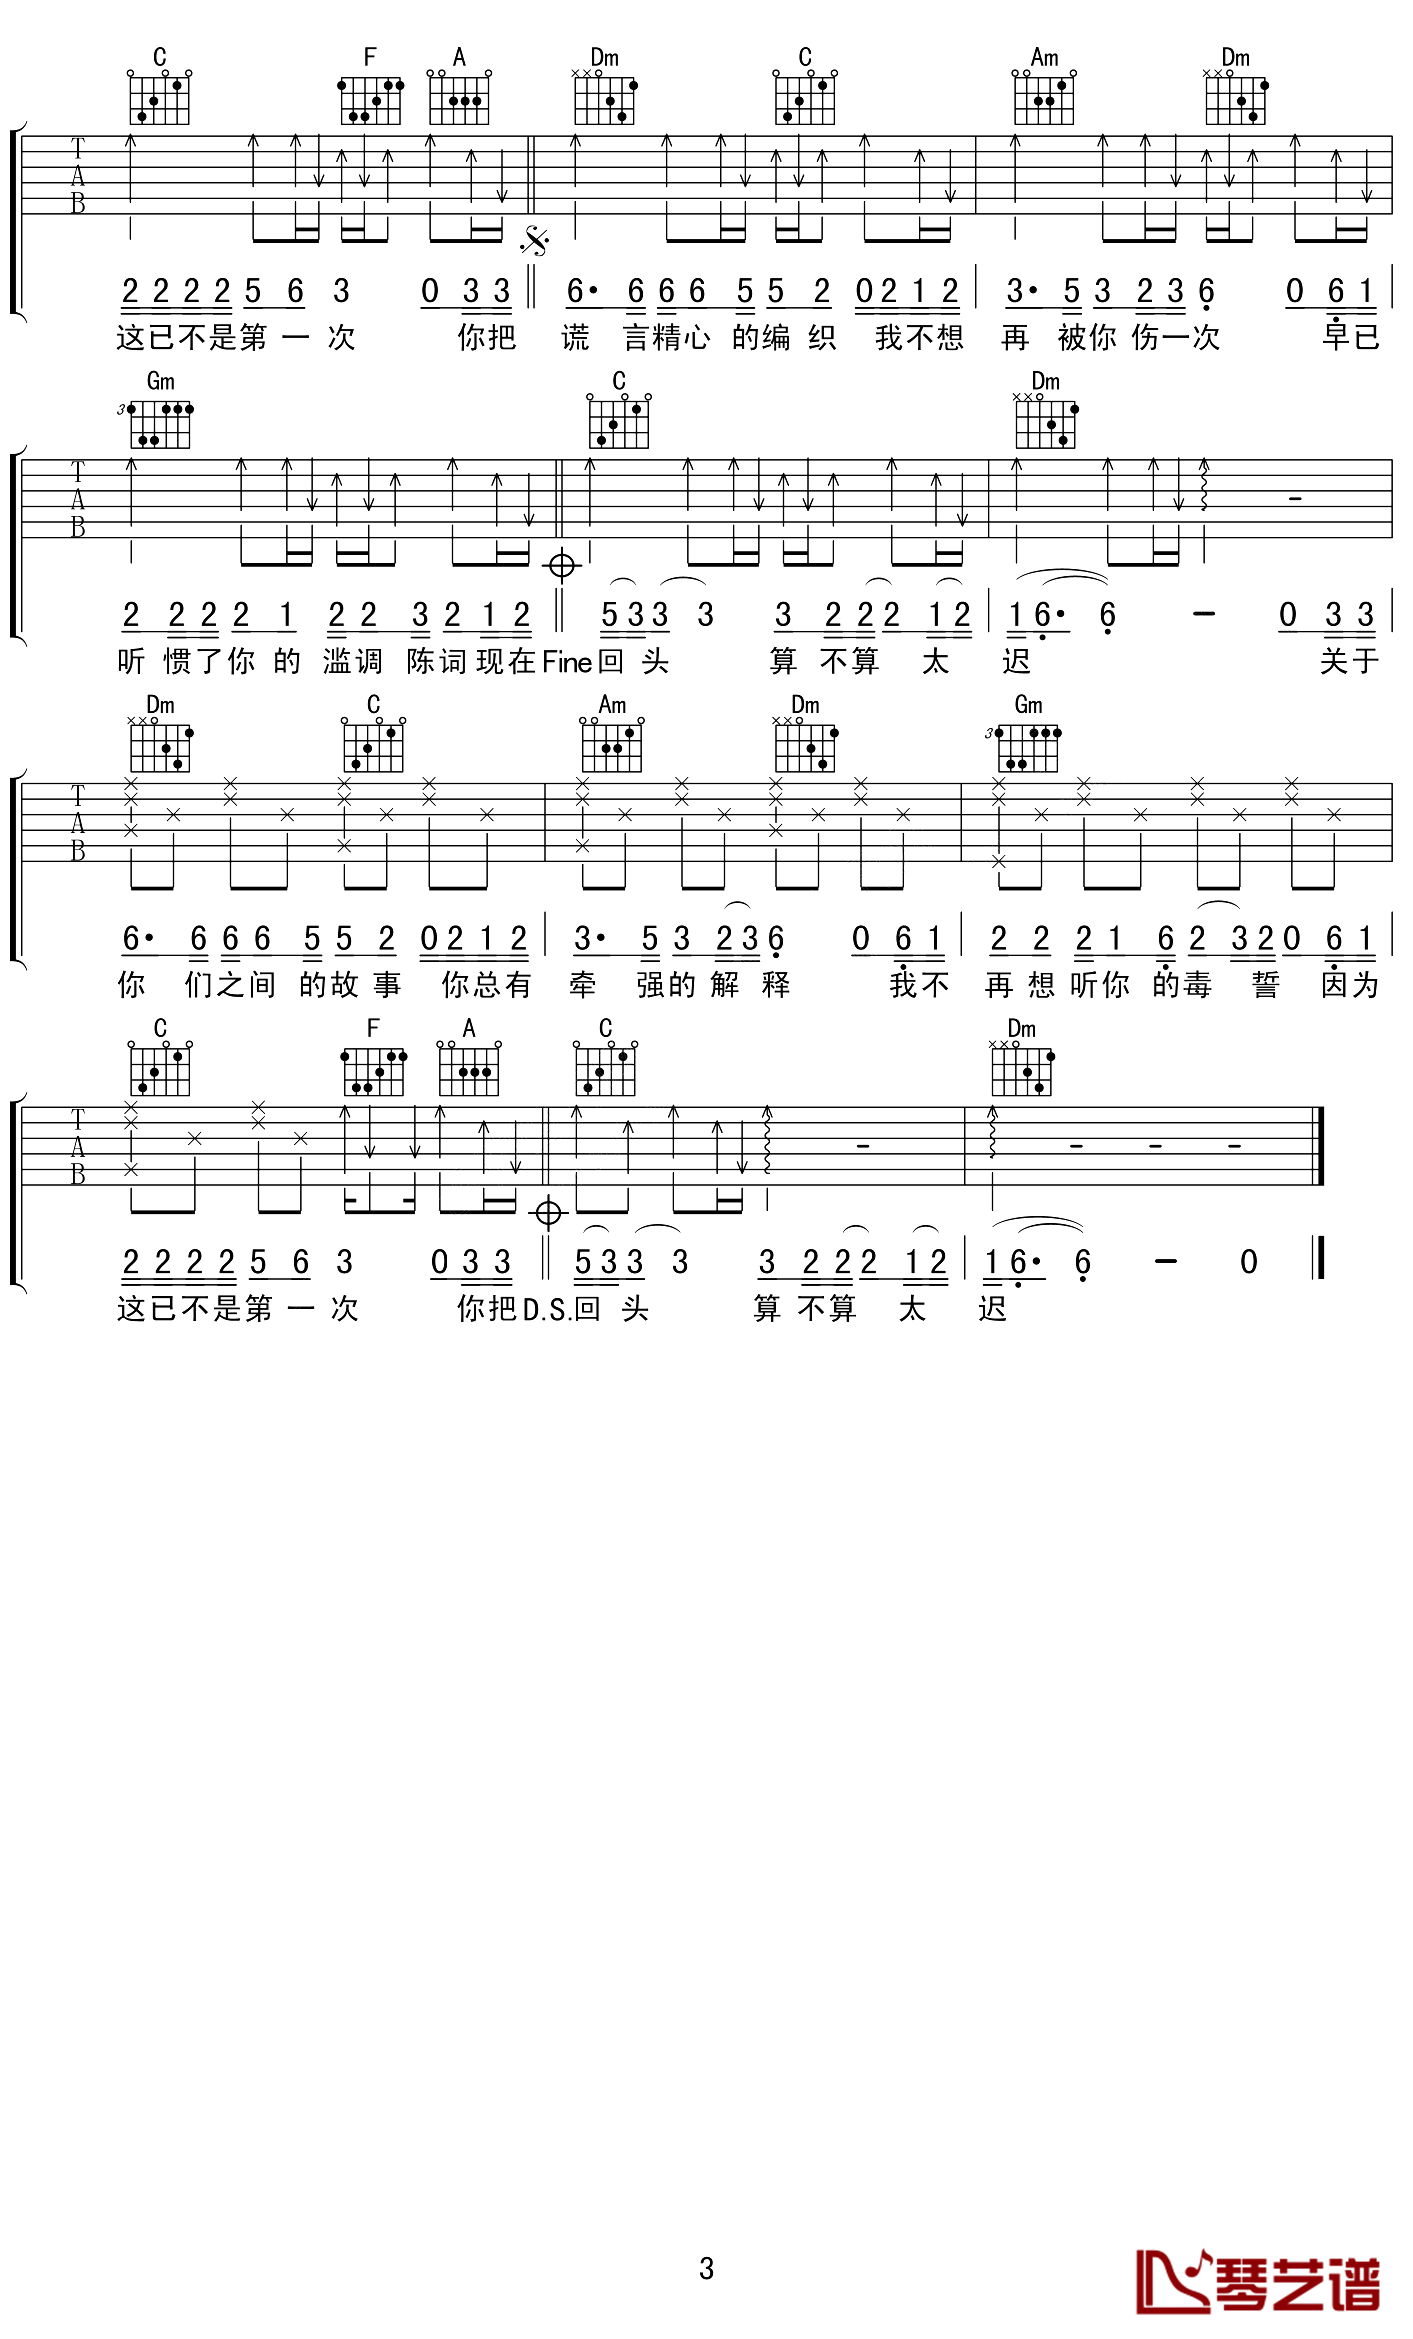 C F A Dm C Am Dm
T
A
B
2 2 2 2 5 6 3 0 3 3 6· 6 6 6 5 5 2 0 2 1 2 3· 5 3 2 3 6 0 6 1
这已不是第一次 你把 谎 言精心 的编 织 我不想 再 被你 伤一次 早已
Gm C Dm
3
T
A
B
2 2 2 2 1 2 2 3 2 1 2 5 3 3 3 3 2 2 2 1 2 1 6· 6 - 0 3 3
听 惯了你 的 滥调 陈词现在Fine回 头 算 不算 太 迟 关于
Dm C Am Dm Gm
3
T
A
B
6· 6 6 6 5 5 2 0 2 1 2 3· 5 3 2 3 6 0 6 1 2 2 2 1 6 2 3 2 0 6 1
你 们之间 的故 事 你总有 牵 强的 解 释 我不 再 想 听你 的毒 誓 因为
C F A C Dm
T
A
B
2 2 2 2 5 6 3 0 3 3 5 3 3 3 3 2 2 2 1 2 1 6· 6 - 0
这已不是第 一 次 你把D.S.回 头 算 不算 太 迟
3
琴艺谱